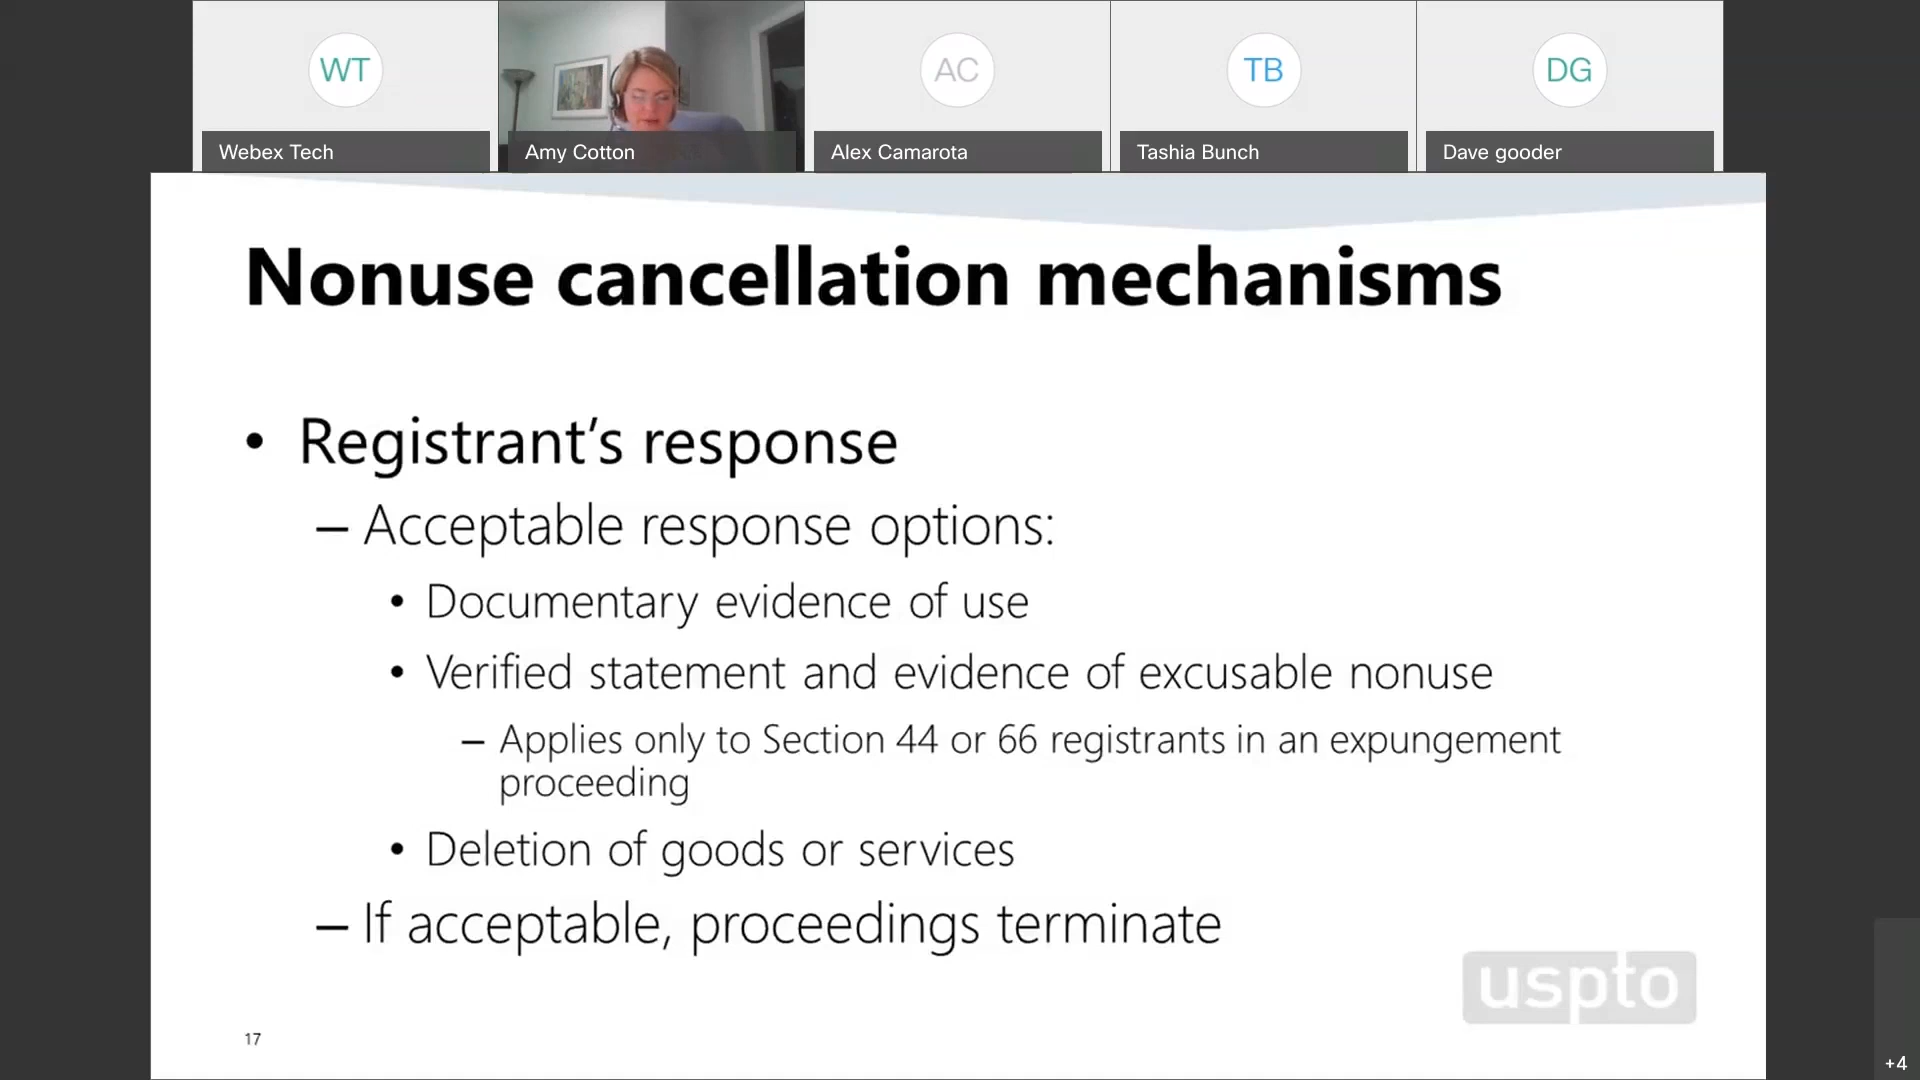 WT
AC
TB
DG
Webex Tech
Amy Cotton
Alex Camarota
Tashia Bunch
Dave gooder
Nonuse cancellation mechanisms
• Registrant’s response
– Acceptable response options:
• Documentary evidence of use
• Verified statement and evidence of excusable nonuse
– Applies only to Section 44 or 66 registrants in an expungement
proceeding
• Deletion of goods or services
– If acceptable, proceedings terminate
uspto
17
+4